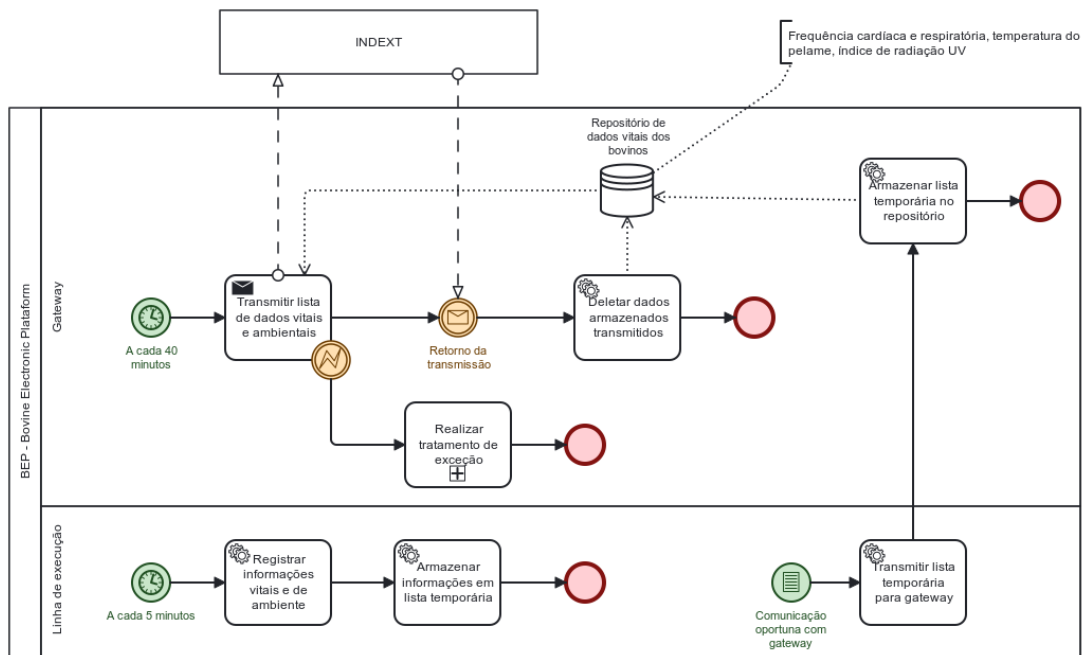 INDEXT
Frequência cardíaca e respiratória, temperatura do
pelame, índice de radiação UV
BEP - Bovine Electronic Plataform
Gateway
Repositório de
dados vitais dos
bovinos
Armazenar lista
temporária no
repositório
A cada 40
minutos
Transmitir lista
de dados vitais
e ambientais
Retorno da
transmissão
Deletar dados
armazenados
transmitidos
Realizar
tratamento de
exceção
Linha de execução
A cada 5 minutos
Registrar
informações
vitais e de
ambiente
Armazenar
informações em
lista temporária
Comunicação
oportuna com
gateway
Transmitir lista
temporária
para gateway